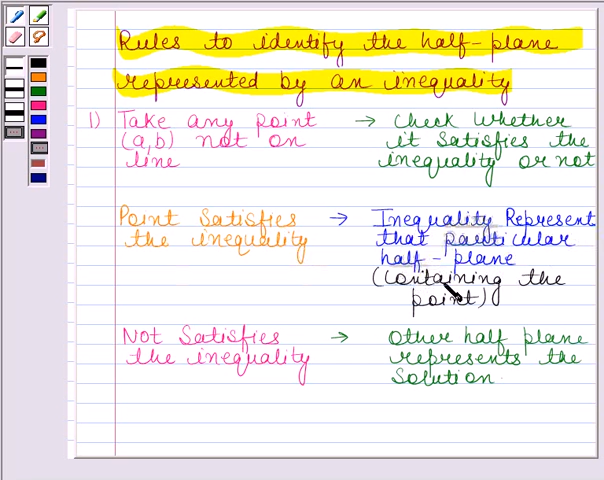 Rules to identify the half-plane
represented by an inequality
1) Take any point → Check whether
(a,b) not on it satisfies the
line inequality or not
Point Satisfies → Inequality Represent
the inequality that particular
half-plane
(Containing the
point)
Not Satisfies → Other half plane
the inequality represents the
Solution